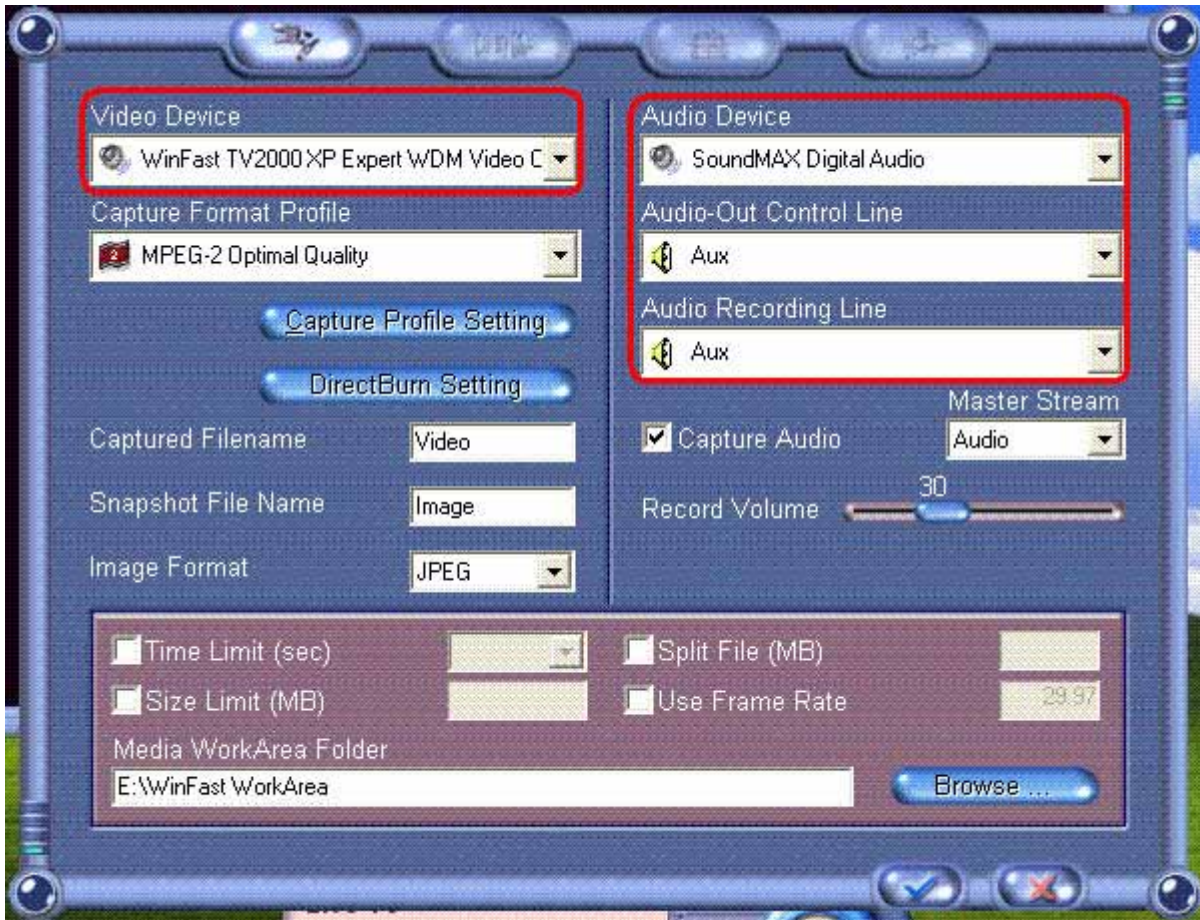 Video Device
WinFast TV2000 XP Expert WDM Video C
Capture Format Profile
2
MPEG-2 Optimal Quality
Capture Profile Setting
DirectBurn Setting
Captured Filename
Video
Snapshot File Name
Image
Image Format
JPEG
Audio Device
SoundMAX Digital Audio
Audio-Out Control Line
Aux
Audio Recording Line
Aux
Master Stream
Capture Audio
Audio
30
Record Volume
Time Limit (sec)
Split File (MB)
Size Limit (MB)
Use Frame Rate
29.97
Media WorkArea Folder
E:\WinFast WorkArea
Browse ...